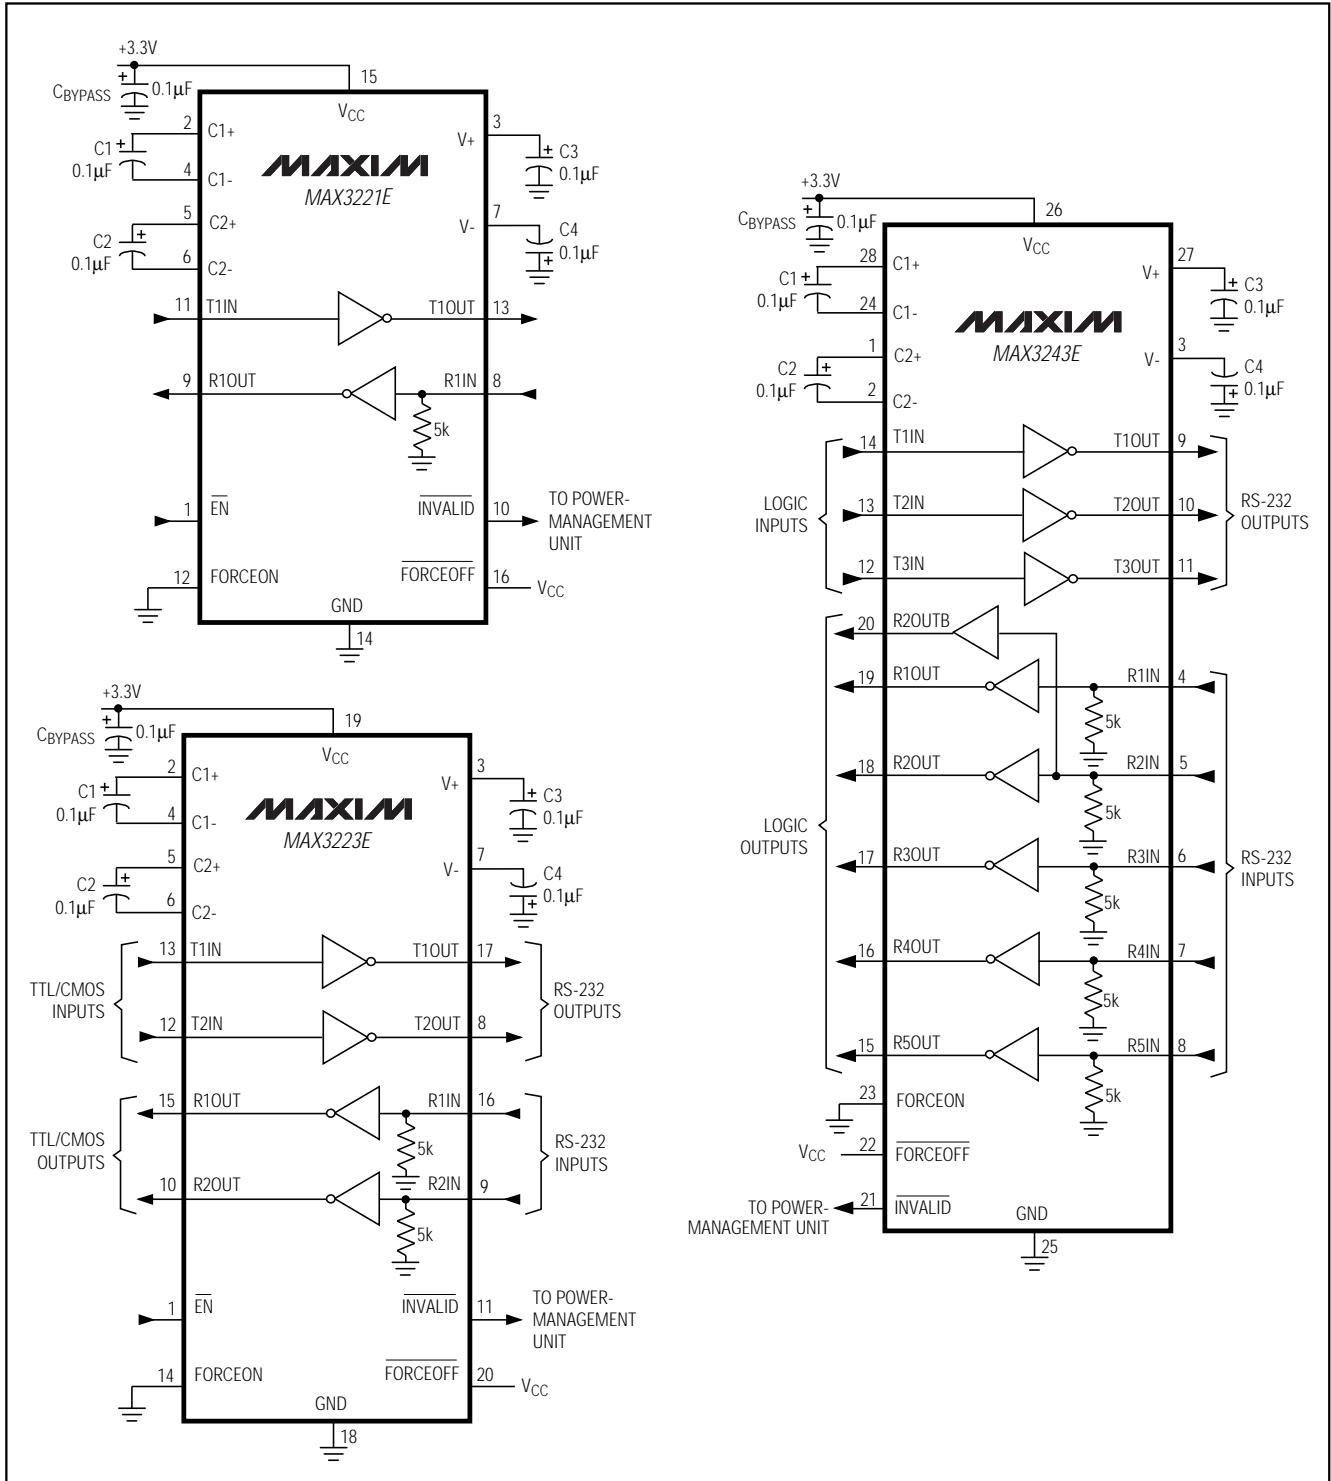 +3.3V
CBYPASS
+
0.1µF
15
VCC
2
C1+
C1
+
0.1µF
4
C1-
MAXIM
MAX3221E
3
V+
+
C3
0.1µF
5
C2+
C2
+
0.1µF
6
C2-
7
V-
C4
0.1µF
+
11
T1IN
T1OUT
13
9
R1OUT
R1IN
8
5k
1
EN
INVALID
10
TO POWER-
MANAGEMENT
UNIT
12
FORCEON
FORCEOFF
16
VCC
GND
14
+3.3V
CBYPASS
+
0.1µF
19
VCC
2
C1+
C1
+
0.1µF
4
C1-
MAXIM
MAX3223E
3
V+
+
C3
0.1µF
5
C2+
C2
+
0.1µF
6
C2-
7
V-
C4
0.1µF
+
TTL/CMOS
INPUTS
13
T1IN
T1OUT
17
12
T2IN
T2OUT
8
RS-232
OUTPUTS
TTL/CMOS
OUTPUTS
15
R1OUT
R1IN
16
5k
10
R2OUT
R2IN
9
5k
RS-232
INPUTS
1
EN
INVALID
11
TO POWER-
MANAGEMENT
UNIT
14
FORCEON
FORCEOFF
20
VCC
GND
18
+3.3V
CBYPASS
+
0.1µF
26
VCC
28
C1+
C1
+
0.1µF
24
C1-
MAXIM
MAX3243E
27
V+
+
C3
0.1µF
1
C2+
C2
+
0.1µF
2
C2-
3
V-
C4
0.1µF
+
LOGIC
INPUTS
14
T1IN
T1OUT
9
13
T2IN
T2OUT
10
12
T3IN
T3OUT
11
RS-232
OUTPUTS
LOGIC
OUTPUTS
20
R2OUTB
19
R1OUT
R1IN
4
5k
18
R2OUT
R2IN
5
5k
17
R3OUT
R3IN
6
5k
16
R4OUT
R4IN
7
5k
15
R5OUT
R5IN
8
5k
RS-232
INPUTS
23
FORCEON
VCC
22
FORCEOFF
TO POWER-
MANAGEMENT UNIT
21
INVALID
GND
25